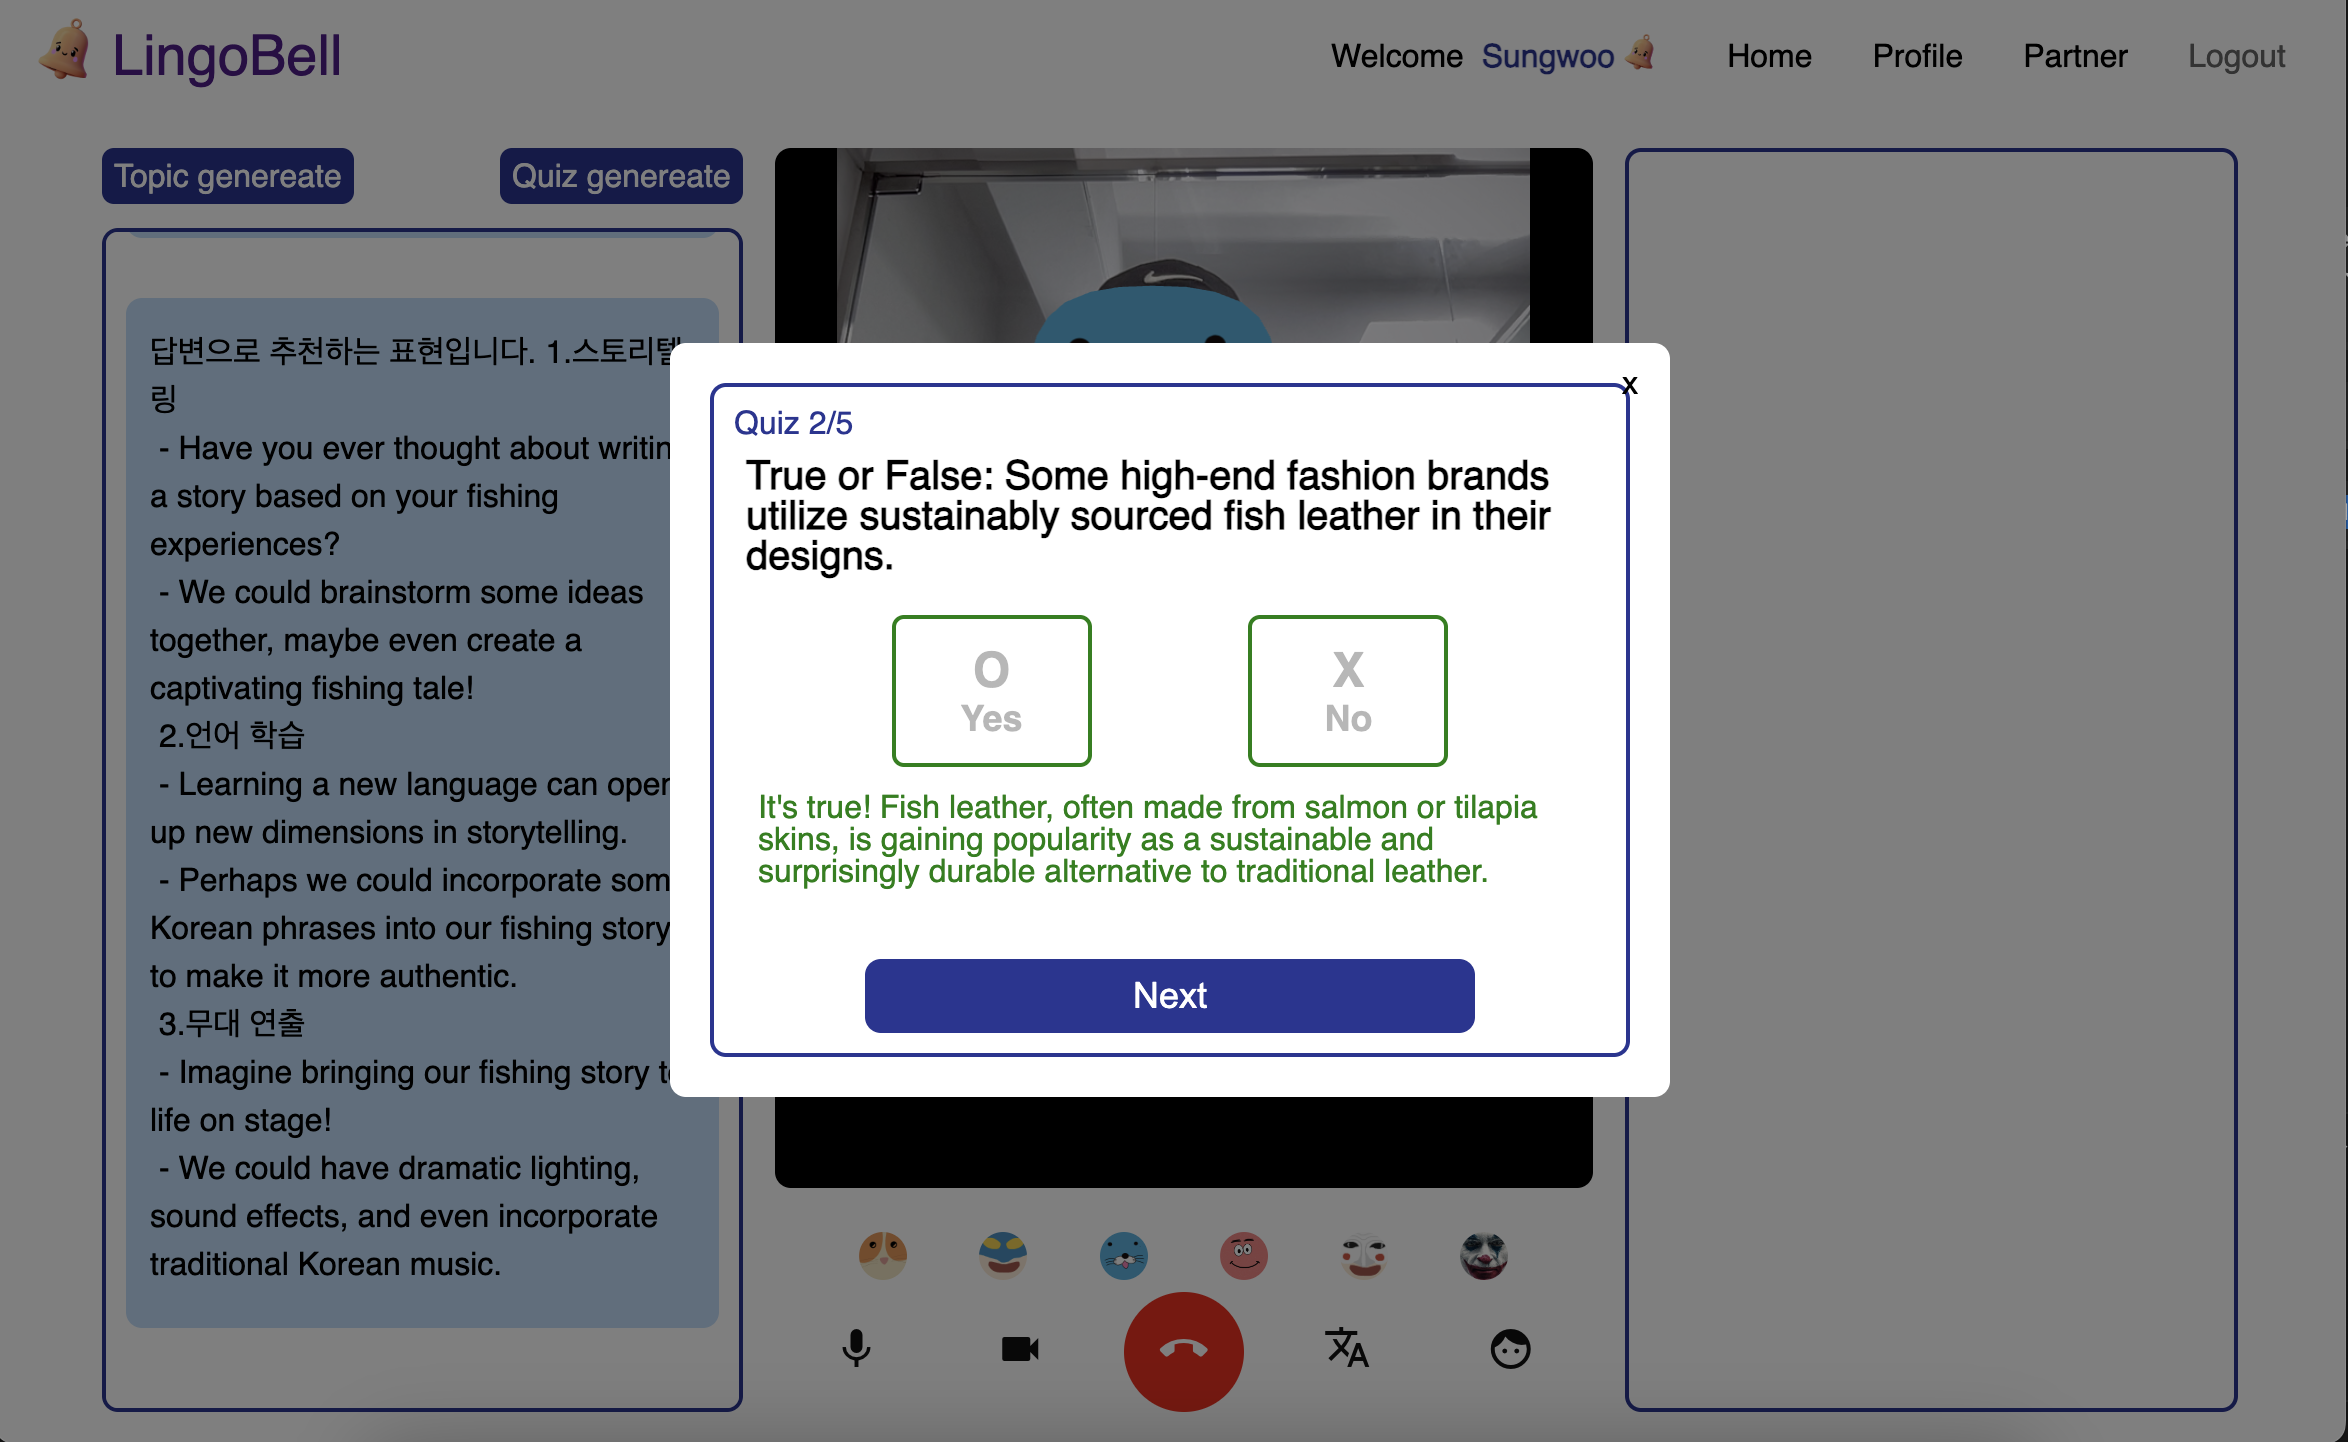 LingoBell
Welcome Sungwoo Home Profile Partner Logout
Topic genereate
Quiz genereate
답변으로 추천하는 표현입니다. 1.스토리텔
링
- Have you ever thought about writin
a story based on your fishing
experiences?
- We could brainstorm some ideas
together, maybe even create a
captivating fishing tale!
2.언어 학습
- Learning a new language can open
up new dimensions in storytelling.
- Perhaps we could incorporate som
Korean phrases into our fishing story
to make it more authentic.
3.무대 연출
- Imagine bringing our fishing story to
life on stage!
- We could have dramatic lighting,
sound effects, and even incorporate
traditional Korean music.
x
Quiz 2/5
True or False: Some high-end fashion brands
utilize sustainably sourced fish leather in their
designs.
O
Yes
X
No
It's true! Fish leather, often made from salmon or tilapia
skins, is gaining popularity as a sustainable and
surprisingly durable alternative to traditional leather.
Next